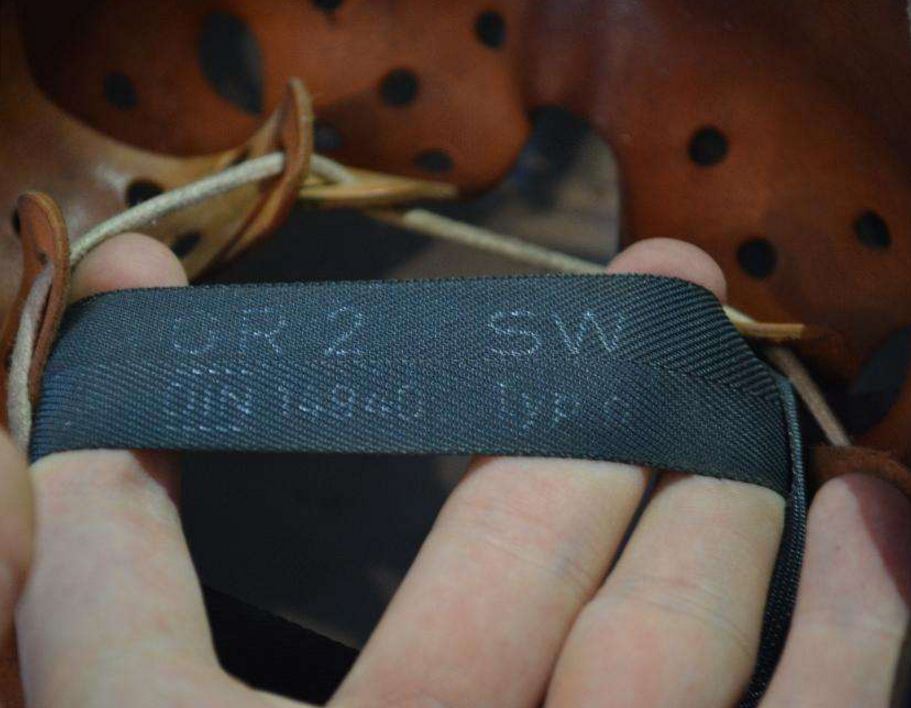 GR 2 SW
DIN 14940 Typ a